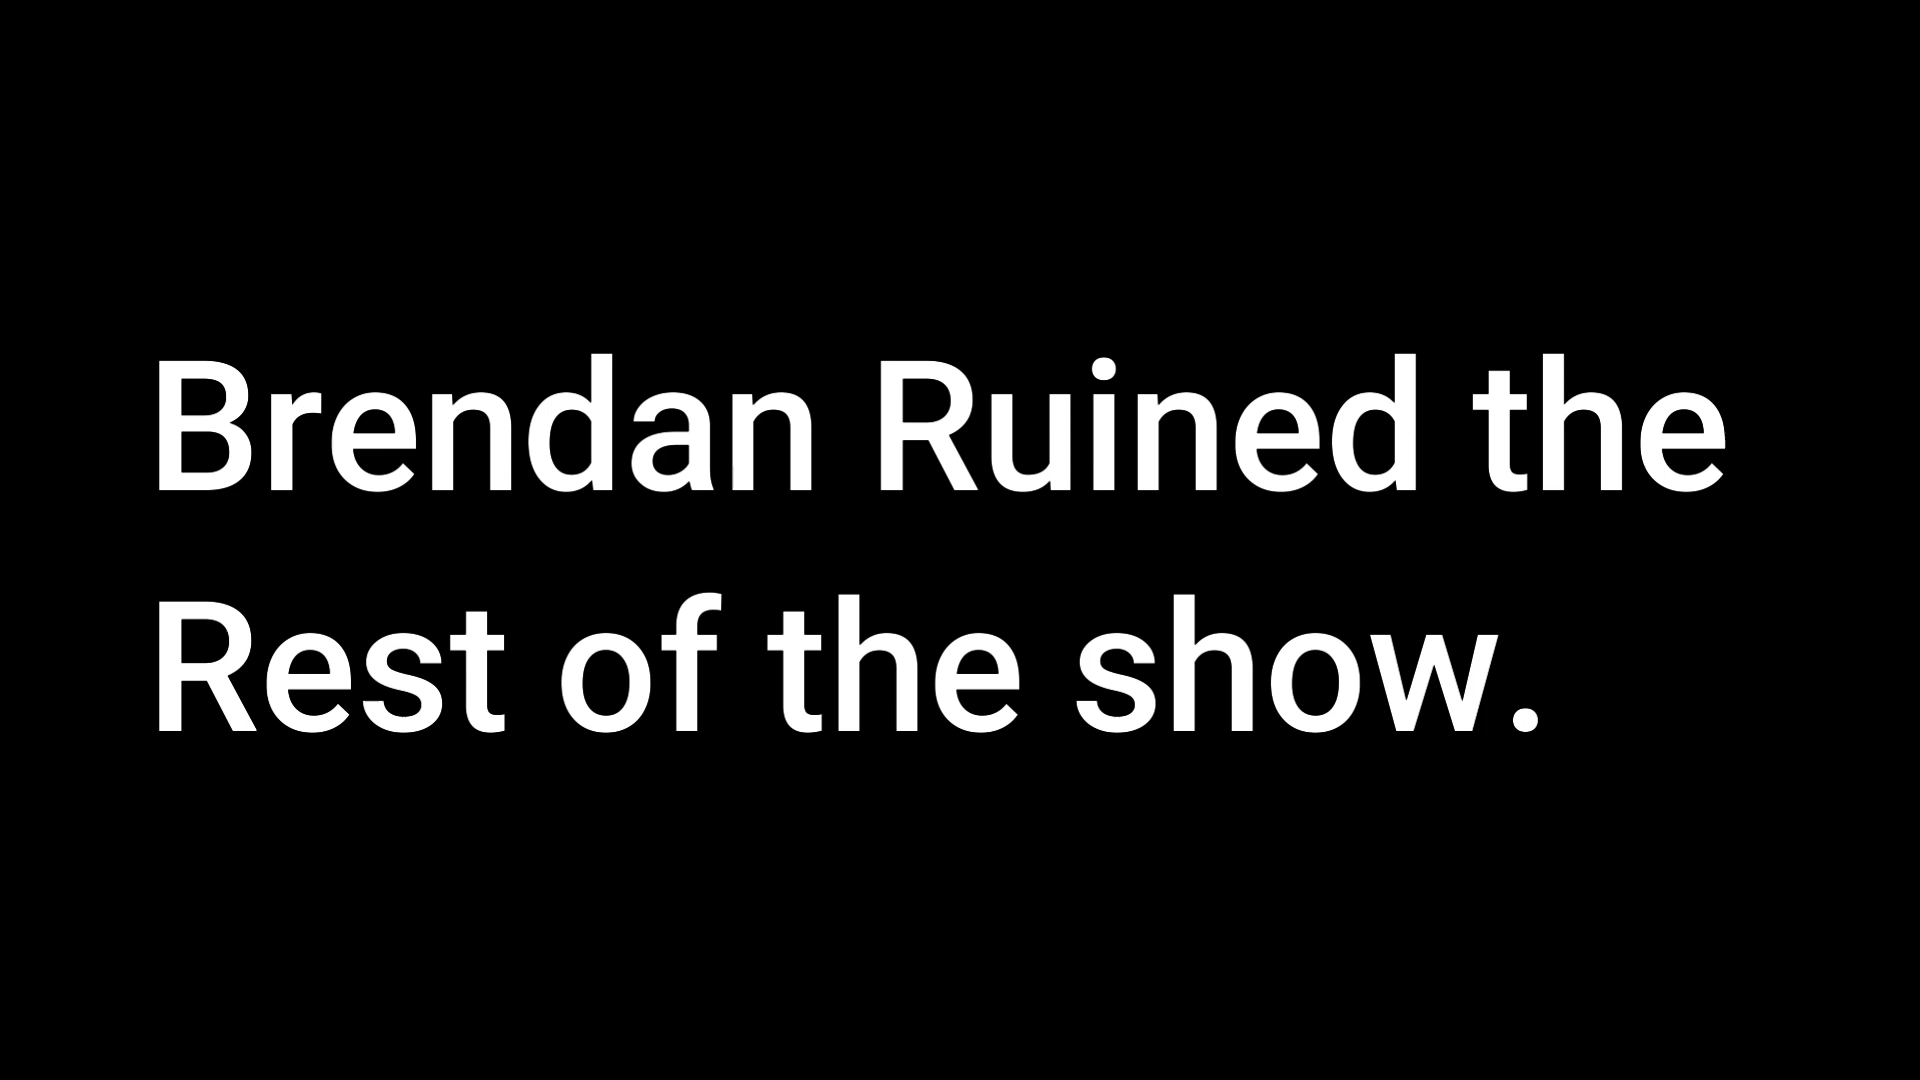 Brendan Ruined the
Rest of the show.